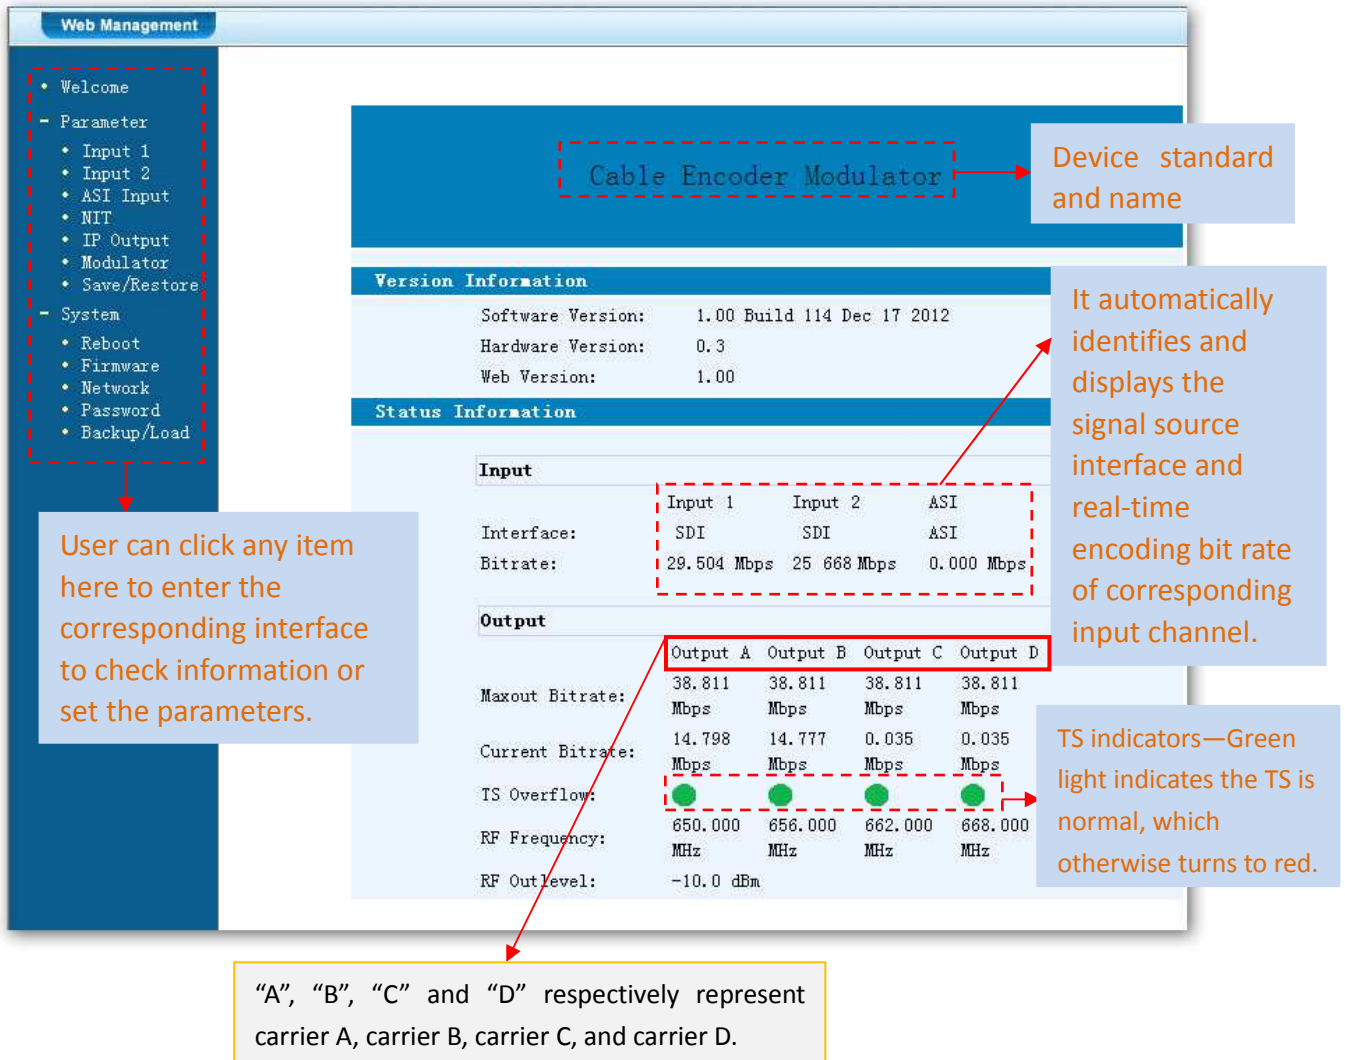 Web Management
• Welcome
- Parameter
• Input 1
• Input 2
• ASI Input
• NIT
• IP Output
• Modulator
• Save/Restore
- System
• Reboot
• Firmware
• Network
• Password
• Backup/Load
User can click any item
here to enter the
corresponding interface
to check information or
set the parameters.
Cable Encoder Modulator
Device standard
and name
Version Information
Software Version: 1.00 Build 114 Dec 17 2012
Hardware Version: 0.3
Web Version: 1.00
Status Information
Input
Input 1 Input 2 ASI
Interface: SDI SDI ASI
Bitrate: 29.504 Mbps 25 668 Mbps 0.000 Mbps
It automatically
identifies and
displays the
signal source
interface and
real-time
encoding bit rate
of corresponding
input channel.
Output
Output A Output B Output C Output D
Maxout Bitrate: 38.811 Mbps 38.811 Mbps 38.811 Mbps 38.811 Mbps
Current Bitrate: 14.798 Mbps 14.777 Mbps 0.035 Mbps 0.035 Mbps
TS Overflow:
RF Frequency: 650.000 MHz 656.000 MHz 662.000 MHz 668.000 MHz
RF Outlevel: -10.0 dBm
TS indicators—Green
light indicates the TS is
normal, which
otherwise turns to red.
“A”, “B”, “C” and “D” respectively represent
carrier A, carrier B, carrier C, and carrier D.